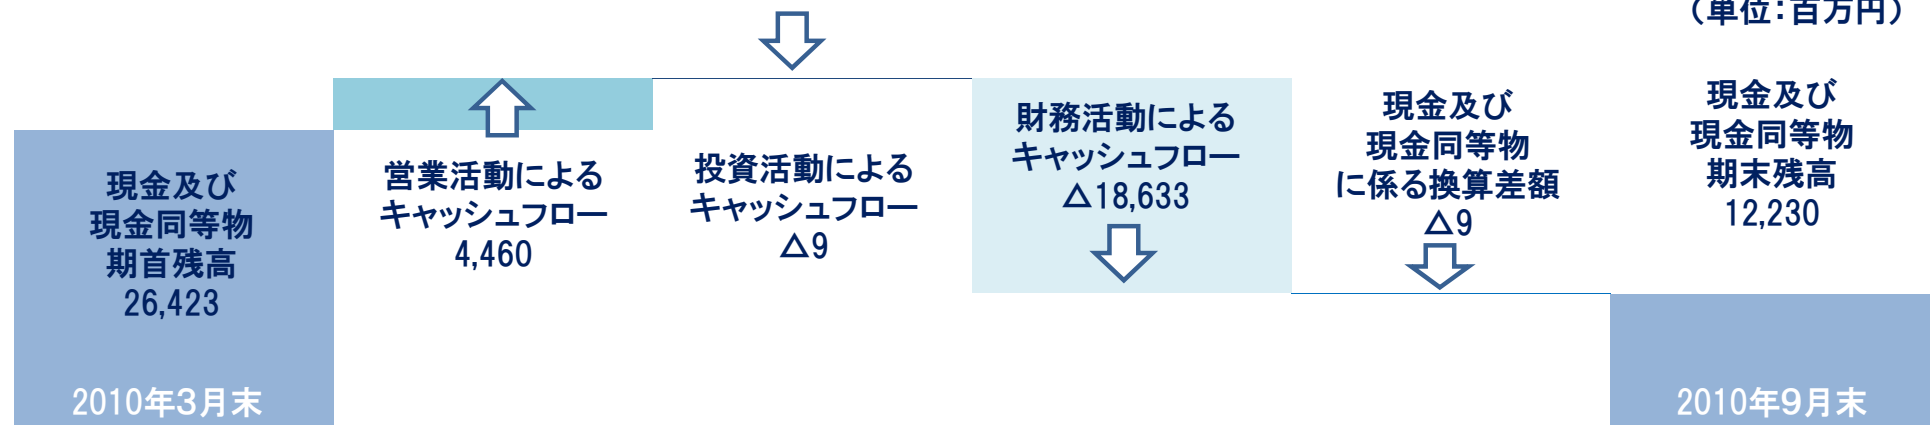 （単位：百万円）
現金及び
現金同等物
期首残高
26,423
2010年3月末
営業活動による
キャッシュフロー
4,460
投資活動による
キャッシュフロー
△9
財務活動による
キャッシュフロー
△18,633
現金及び
現金同等物
に係る換算差額
△9
現金及び
現金同等物
期末残高
12,230
2010年9月末